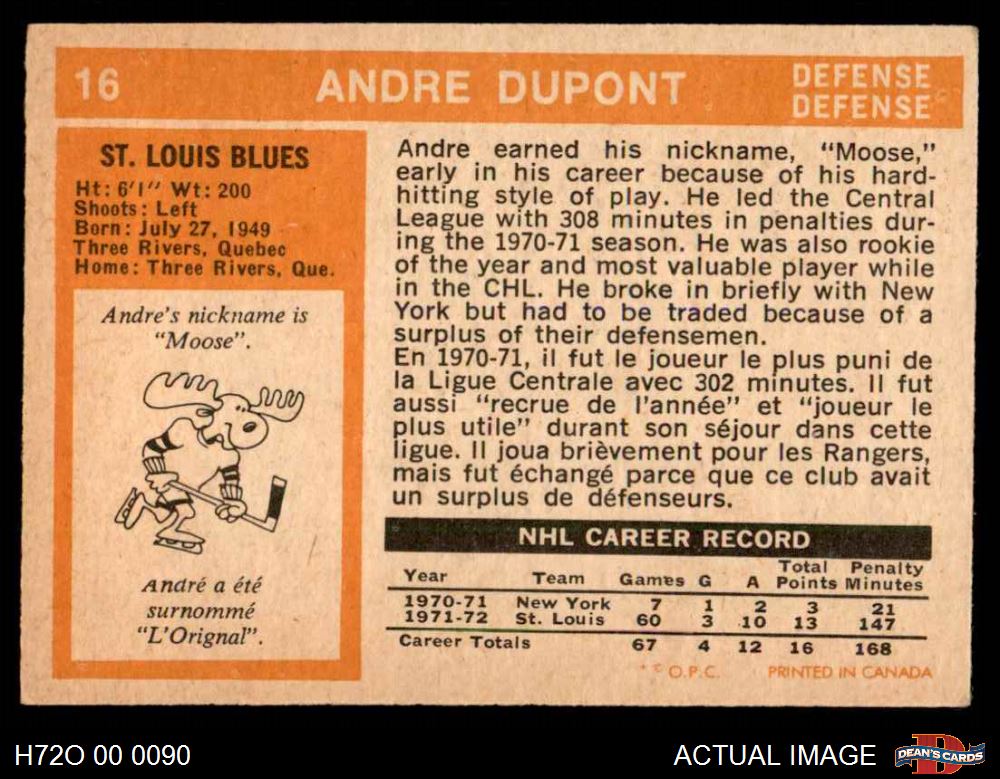 16
ANDRE DUPONT
DEFENSE
DEFENSE
ST. LOUIS BLUES
Ht: 6'1" Wt: 200
Shoots: Left
Born: July 27, 1949
Three Rivers, Quebec
Home: Three Rivers, Que.
Andre's nickname is
"Moose".
André a été
surnommé
"L'Orignal".
Andre earned his nickname, "Moose,"
early in his career because of his hard-
hitting style of play. He led the Central
League with 308 minutes in penalties dur-
ing the 1970-71 season. He was also rookie
of the year and most valuable player while
in the CHL. He broke in briefly with New
York but had to be traded because of a
surplus of their defensemen.
En 1970-71, il fut le joueur le plus puni de
la Ligue Centrale avec 302 minutes. Il fut
aussi "recrue de l'année" et "joueur le
plus utile" durant son séjour dans cette
ligue. Il joua brièvement pour les Rangers,
mais fut échangé parce que ce club avait
un surplus de défenseurs.
NHL CAREER RECORD
Year Team Games G A Total Points Penalty Minutes
1970-71 New York 7 1 2 3 21
1971-72 St. Louis 60 3 10 13 147
Career Totals 67 4 12 16 168
* © O.P.C. PRINTED IN CANADA
H72O 00 0090
ACTUAL IMAGE
D
DEAN'S CARDS